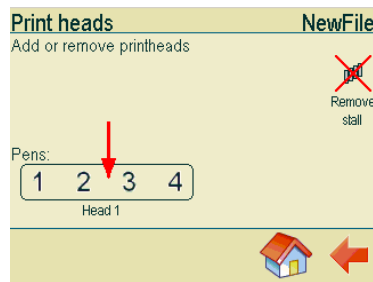 Print heads NewFile
Add or remove printheads
Remove
stall
Pens:
1 2 3 4
Head 1